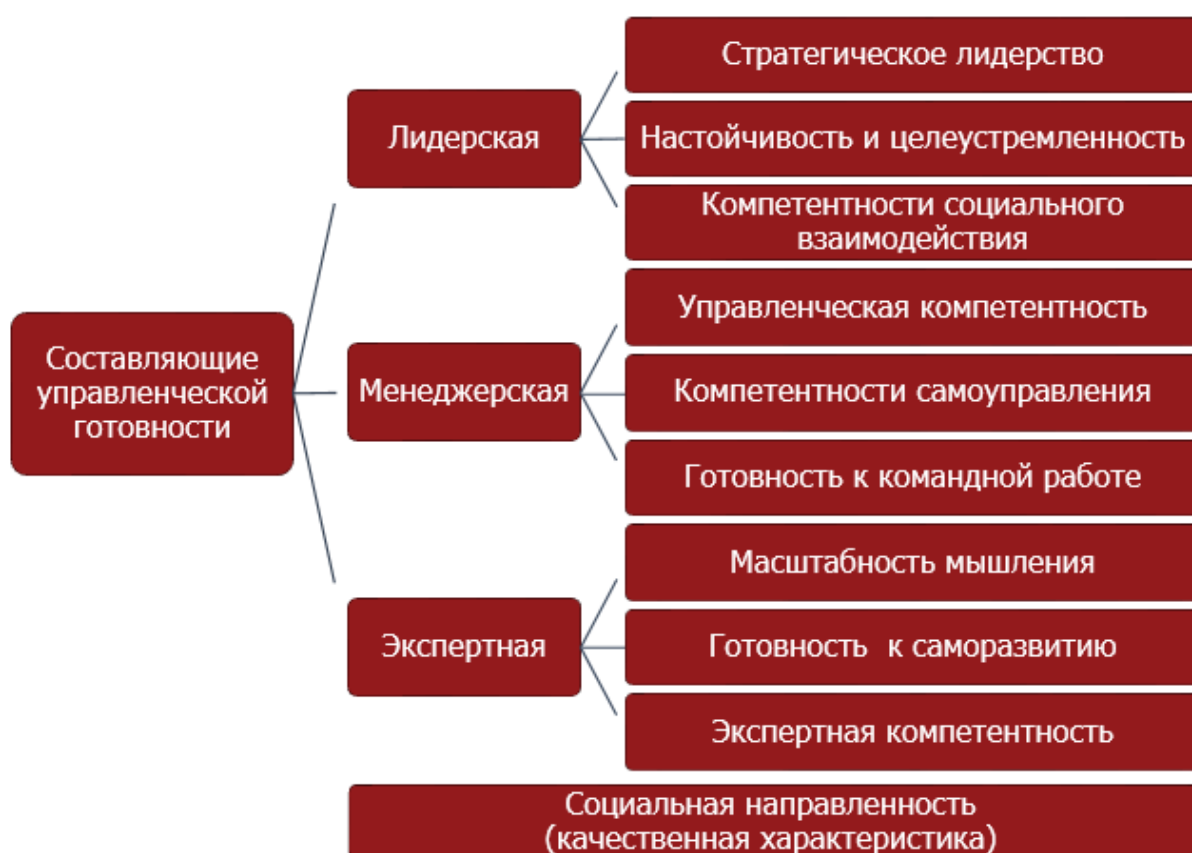 Составляющие
управленческой
готовности
Лидерская
Стратегическое лидерство
Настойчивость и целеустремленность
Компетентности социального
взаимодействия
Менеджерская
Управленческая компетентность
Компетентности самоуправления
Готовность к командной работе
Экспертная
Масштабность мышления
Готовность к саморазвитию
Экспертная компетентность
Социальная направленность
(качественная характеристика)